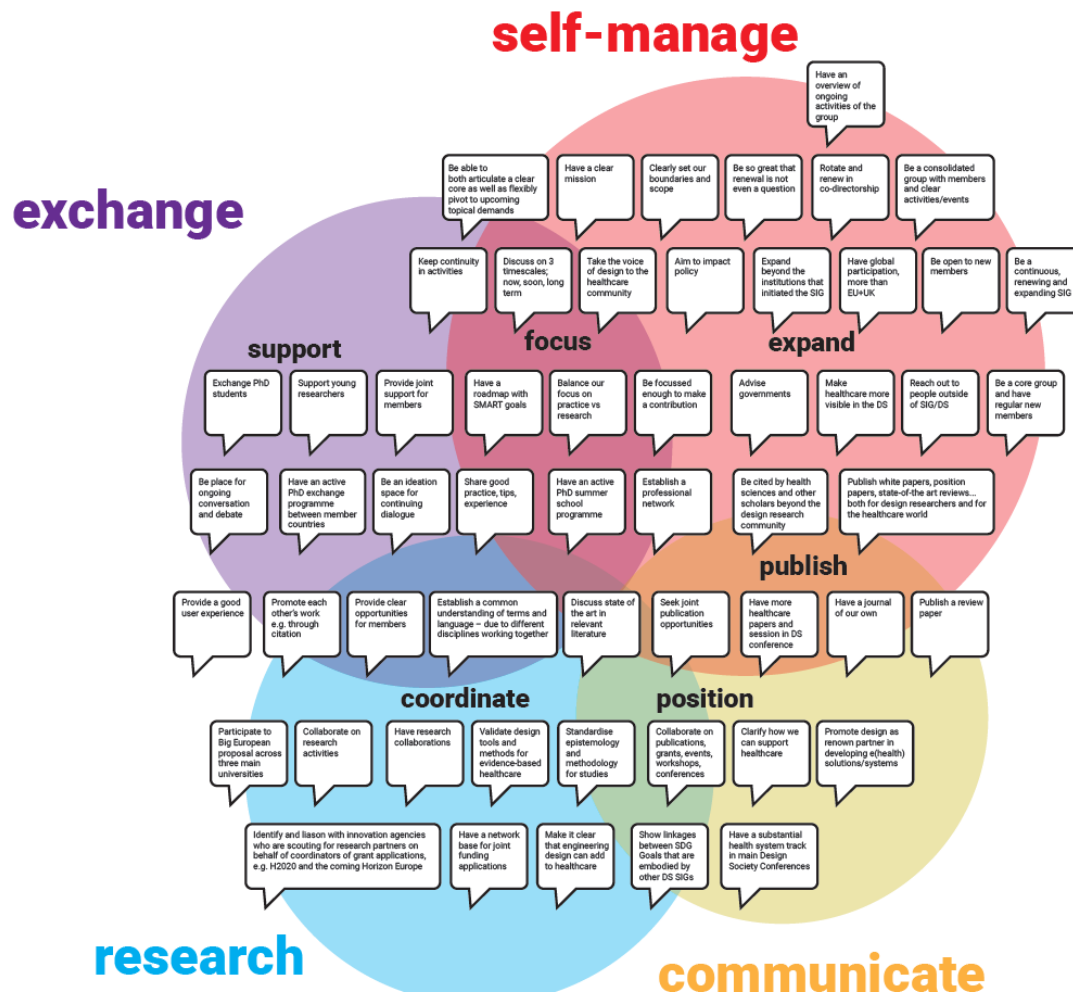 self-manage
Have an
overview of
ongoing
activities of the
group
Be able to
both articulate a clear
core as well as flexibly
pivot to upcoming
topical demands
Have a clear
mission
Clearly set our
boundaries and
scope
Be so great that
renewal is not
even a question
Rotate and
renew in
co-directorship
Be a consolidated
group with members
and clear
activities/events
exchange
Keep continuity
in activities
Discuss on 3
timescales;
now, soon, long
term
Take the voice
of design to the
healthcare
community
Aim to impact
policy
Expand
beyond the
institutions that
initiated the SIG
Have global
participation,
more than
EU+UK
Be open to new
members
Be a
continuous,
renewing and
expanding SIG
support
focus
expand
Exchange PhD
students
Support young
researchers
Provide joint
support for
members
Have a
roadmap with
SMART goals
Balance our
focus on
practice vs
research
Be focussed
enough to make
a contribution
Advise
governments
Make
healthcare more
visible in the DS
Reach out to
people outside
of SIG/DS
Be a core group
and have
regular new
members
Be place for
ongoing
conversation
and debate
Have an active
PhD exchange
programme
between member
countries
Be an ideation
space for
continuing
dialogue
Share good
practice, tips,
experience
Have an active
PhD summer
school
programme
Establish a
professional
network
Be cited by health
sciences and other
scholars beyond the
design research
community
Publish white papers, position
papers, state-of-the art reviews...
both for design researchers and for
the healthcare world
publish
Provide a good
user experience
Promote each
other's work
e.g. through
citation
Provide clear
opportunities
for members
Establish a common
understanding of terms and
language – due to different
disciplines working together
Discuss state of
the art in
relevant
literature
Seek joint
publication
opportunities
Have more
healthcare
papers and
session in DS
conference
Have a journal
of our own
Publish a review
paper
coordinate
position
Participate to
Big European
proposal across
three main
universities
Collaborate on
research
activities
Have research
collaborations
Validate design
tools and
methods for
evidence-based
healthcare
Standardise
epistemology
and
methodology
for studies
Collaborate on
publications,
grants, events,
workshops,
conferences
Clarify how we
can support
healthcare
Promote design as
renown partner in
developing e(health)
solutions/systems
Identify and liaison with innovation agencies
who are scouting for research partners on
behalf of coordinators of grant applications,
e.g. H2020 and the coming Horizon Europe
Have a network
base for joint
funding
applications
Make it clear
that engineering
design can add
to healthcare
Show linkages
between SDG
Goals that are
embodied by
other DS SIGs
Have a substantial
health system track
in main Design
Society Conferences
research
communicate